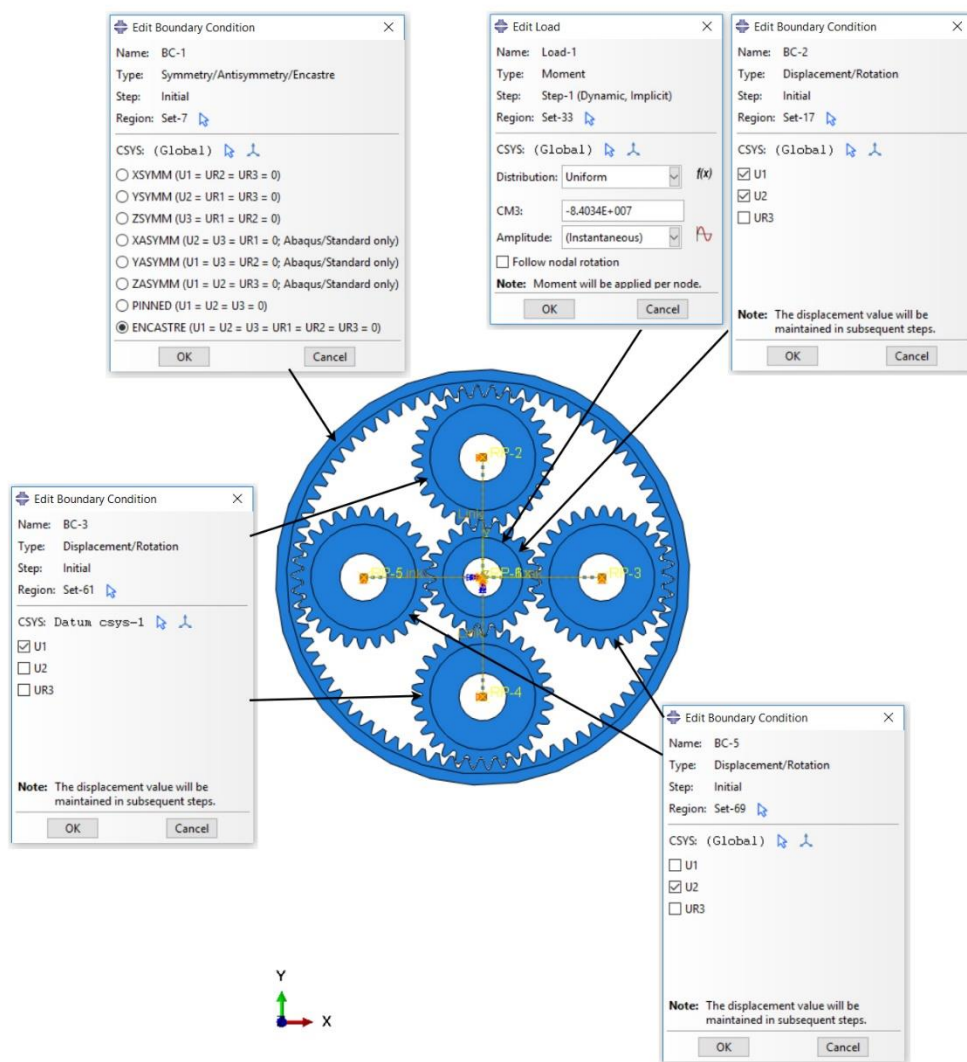 Edit Boundary Condition
Name: BC-1
Type: Symmetry/Antisymmetry/Encastre
Step: Initial
Region: Set-7
CSYS: (Global)
XSYMM (U1 = UR2 = UR3 = 0)
YSYMM (U2 = UR1 = UR3 = 0)
ZSYMM (U3 = UR1 = UR2 = 0)
XASYMM (U2 = U3 = UR1 = 0; Abaqus/Standard only)
YASYMM (U1 = U3 = UR2 = 0; Abaqus/Standard only)
ZASYMM (U1 = U2 = UR3 = 0; Abaqus/Standard only)
PINNED (U1 = U2 = U3 = 0)
ENCASTRE (U1 = U2 = U3 = UR1 = UR2 = UR3 = 0)
OK Cancel
Edit Load
Name: Load-1
Type: Moment
Step: Step-1 (Dynamic, Implicit)
Region: Set-33
CSYS: (Global)
Distribution: Uniform f(x)
CM3: -8.4034E+007
Amplitude: (Instantaneous)
Follow nodal rotation
Note: Moment will be applied per node.
OK Cancel
Edit Boundary Condition
Name: BC-2
Type: Displacement/Rotation
Step: Initial
Region: Set-17
CSYS: (Global)
U1
U2
UR3
Note: The displacement value will be
maintained in subsequent steps.
OK Cancel
RP-2
RP-5
RP-3
RP-4
Edit Boundary Condition
Name: BC-3
Type: Displacement/Rotation
Step: Initial
Region: Set-61
CSYS: Datum csys-1
U1
U2
UR3
Note: The displacement value will be
maintained in subsequent steps.
OK Cancel
Edit Boundary Condition
Name: BC-5
Type: Displacement/Rotation
Step: Initial
Region: Set-69
CSYS: (Global)
U1
U2
UR3
Note: The displacement value will be
maintained in subsequent steps.
OK Cancel
Y
X